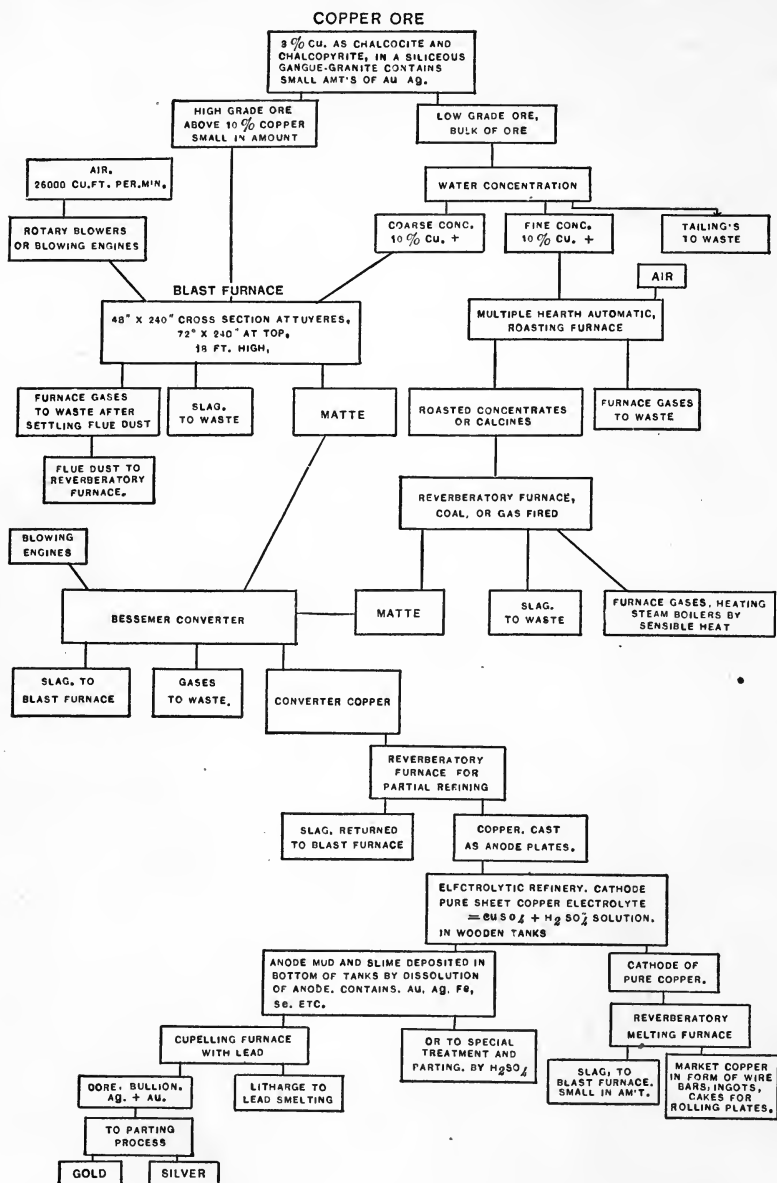 COPPER ORE
3% CU. AS CHALCOCITE AND
CHALCOPYRITE, IN A SILICEOUS
GANGUE-GRANITE CONTAINS
SMALL AMT'S OF AU AG.
HIGH GRADE ORE
ABOVE 10% COPPER
SMALL IN AMOUNT
LOW GRADE ORE,
BULK OF ORE
AIR.
26000 CU.FT. PER.MIN.
WATER CONCENTRATION
ROTARY BLOWERS
OR BLOWING ENGINES
COARSE CONC.
10% CU. +
FINE CONC.
10% CU. +
TAILING'S
TO WASTE
BLAST FURNACE
48" X 240" CROSS SECTION ATTUYERES,
72" X 240" AT TOP,
18 FT. HIGH,
AIR
MULTIPLE HEARTH AUTOMATIC,
ROASTING FURNACE
FURNACE GASES
TO WASTE AFTER
SETTLING FLUE DUST
SLAG.
TO WASTE
MATTE
ROASTED CONCENTRATES
OR CALCINES
FURNACE GASES
TO WASTE
FLUE DUST TO
REVERBERATORY
FURNACE.
REVERBERATORY FURNACE,
COAL, OR GAS FIRED
BLOWING
ENGINES
BESSEMER CONVERTER
MATTE
SLAG.
TO WASTE
FURNACE GASES, HEATING
STEAM BOILERS BY
SENSIBLE HEAT
SLAG. TO
BLAST FURNACE
GASES
TO WASTE.
CONVERTER COPPER
REVERBERATORY
FURNACE FOR
PARTIAL REFINING
SLAG. RETURNED
TO BLAST FURNACE
COPPER. CAST
AS ANODE PLATES.
ELECTROLYTIC REFINERY. CATHODE
PURE SHEET COPPER ELECTROLYTE
= CUSO4 + H2SO4 SOLUTION.
IN WOODEN TANKS
ANODE MUD AND SLIME DEPOSITED IN
BOTTOM OF TANKS BY DISSOLUTION
OF ANODE. CONTAINS. AU, Ag, Fe,
Se. ETC.
CATHODE OF
PURE COPPER.
CUPELLING FURNACE
WITH LEAD
OR TO SPECIAL
TREATMENT AND
PARTING. BY H2SO4
REVERBERATORY
MELTING FURNACE
DORE. BULLION.
Ag. + AU.
LITHARGE TO
LEAD SMELTING
SLAG, TO
BLAST FURNACE.
SMALL IN AM'T.
MARKET COPPER
IN FORM OF WIRE
BARS, INGOTS,
CAKES FOR
ROLLING PLATES.
TO PARTING
PROCESS
GOLD
SILVER